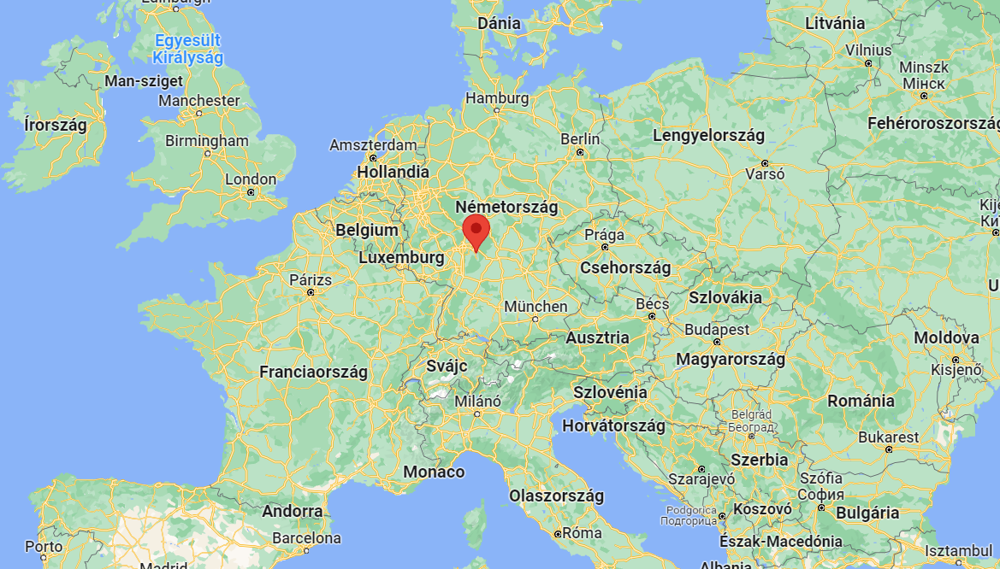 Edinburgh
Dánia
Litvánia
Egyesült
Királyság
Vilnius
Minszk
Мінск
Man-sziget
Manchester
Hamburg
Írország
Fehéroroszország
Birmingham
Berlin
Lengyelország
Amszterdam
Hollandia
Varsó
London
Németország
Belgium
Prága
Luxemburg
Csehország
Párizs
Szlovákia
München
Bécs
Budapest
Ausztria
Moldova
Magyarország
Svájc
Franciaország
Kisjenő
Szlovénia
Milánó
Románia
Horvátország
Belgrád
Београд
Bukarest
Szerbia
Monaco
Szarajevó
Szófia
София
Olaszország
Andorra
Podgorica
Подгорица
Koszovó
Bulgária
Porto
Barcelona
Róma
Észak-Macedónia
Isztambul
Madrid
Albania